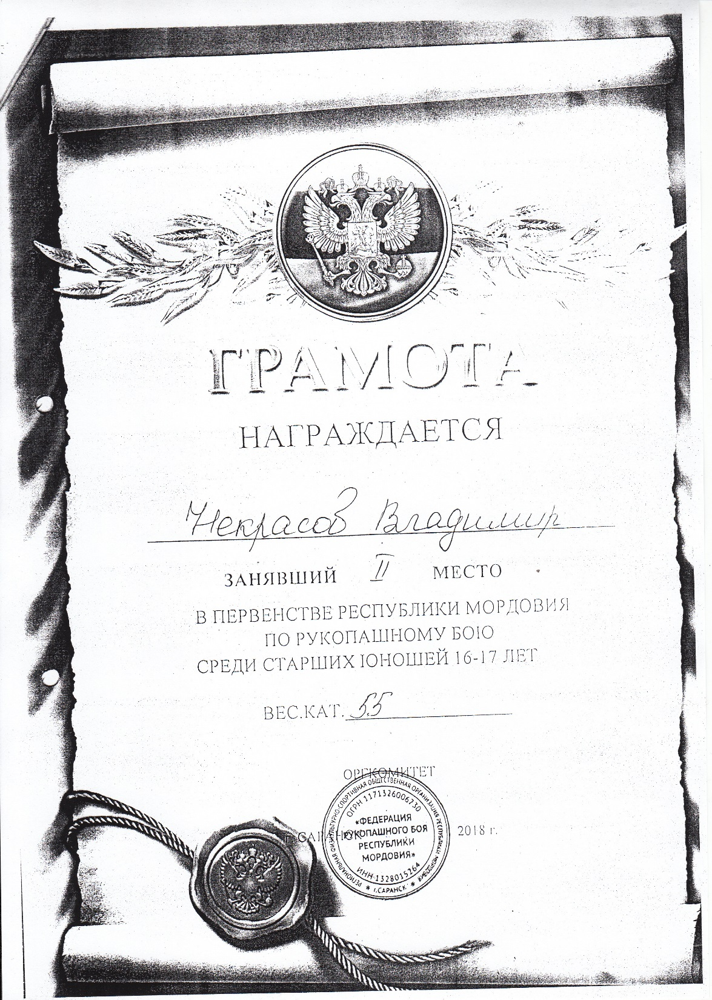 ГРАМОТА
НАГРАЖДАЕТСЯ
Некрасов Владимир
ЗАНЯВШИЙ II МЕСТО
В ПЕРВЕНСТВЕ РЕСПУБЛИКИ МОРДОВИЯ
ПО РУКОПАШНОМУ БОЮ
СРЕДИ СТАРШИХ ЮНОШЕЙ 16-17 ЛЕТ
ВЕС.КАТ. 55
ОРГКОМИТЕТ
РЕГИОНАЛЬНАЯ ФИЗКУЛЬТУРНО-СПОРТИВНАЯ ОБЩЕСТВЕННАЯ ОРГАНИЗАЦИЯ РЕСПУБЛИКИ МОРДОВИЯ
ОГРН 1171326006730
«ФЕДЕРАЦИЯ
РУКОПАШНОГО БОЯ
РЕСПУБЛИКИ
МОРДОВИЯ»
ИНН 1328015264
* г.САРАНСК *
г. САРАНСК 2018 г.